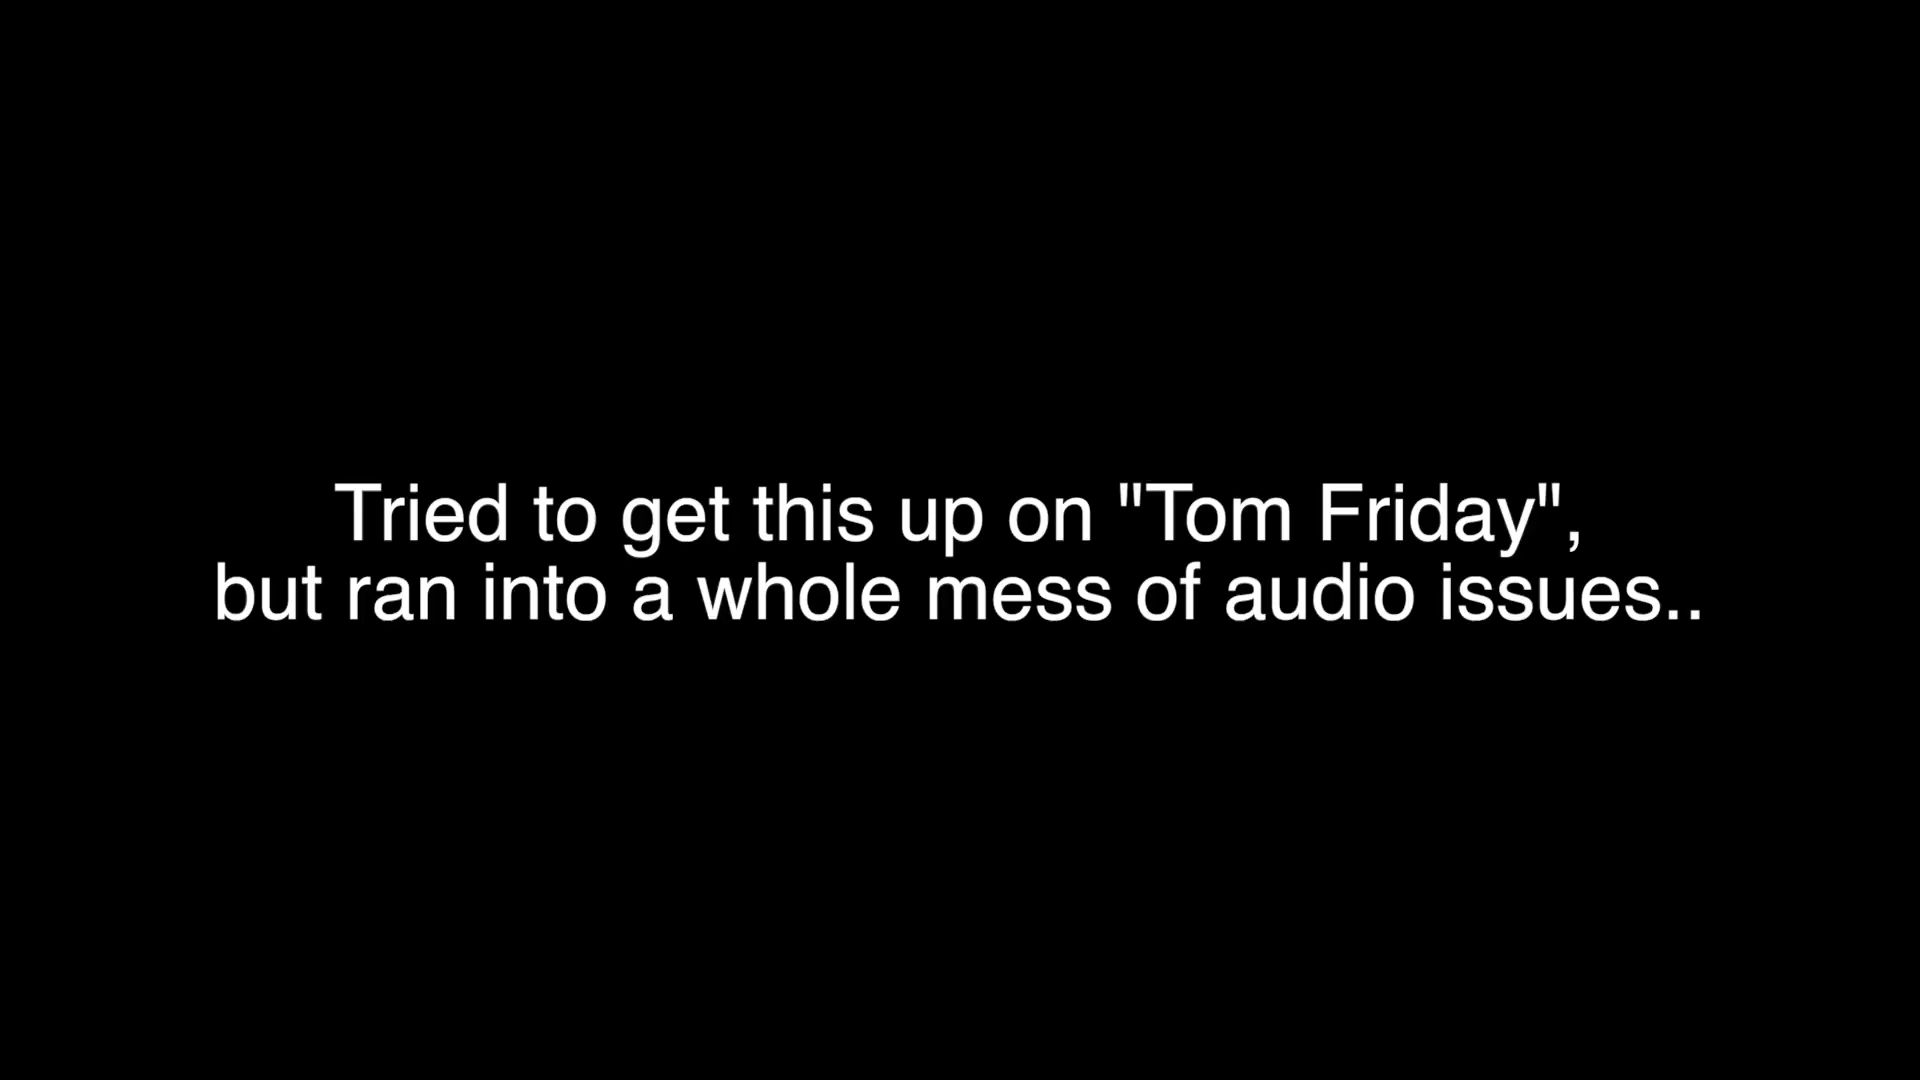 Tried to get this up on "Tom Friday",
but ran into a whole mess of audio issues..